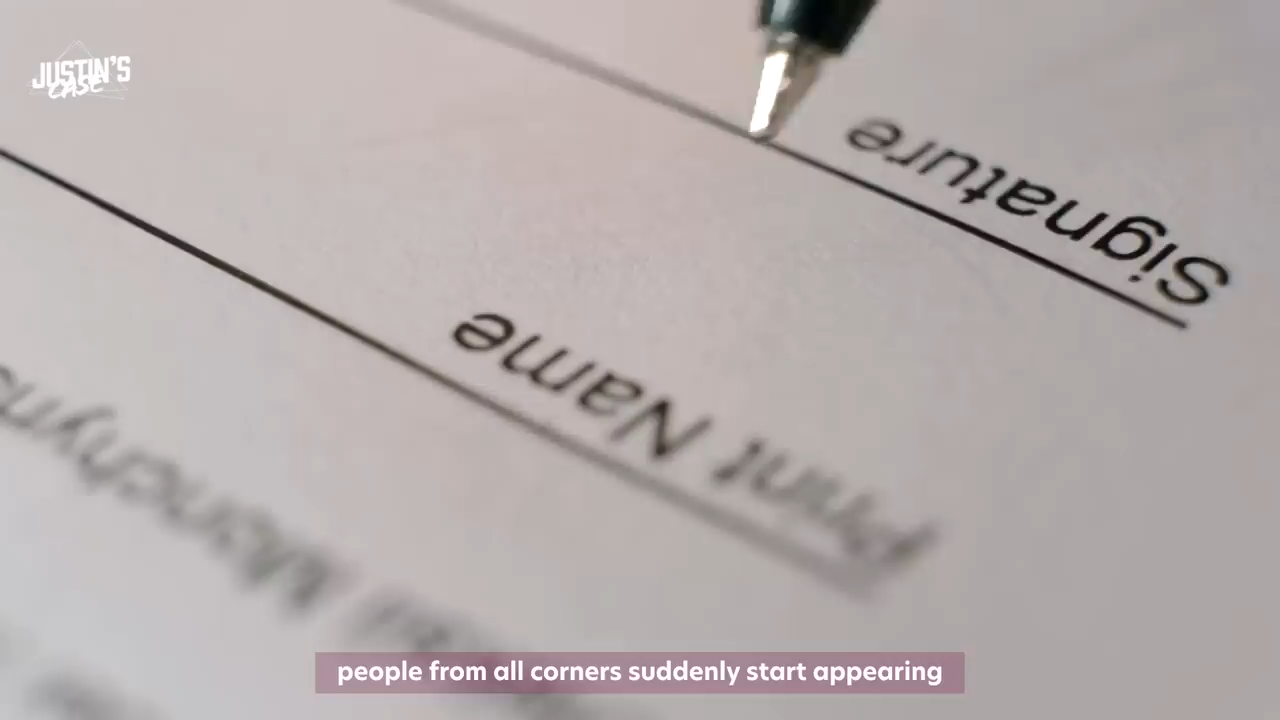 JUSTIN'S
CASE
Signature
Print Name
people from all corners suddenly start appearing